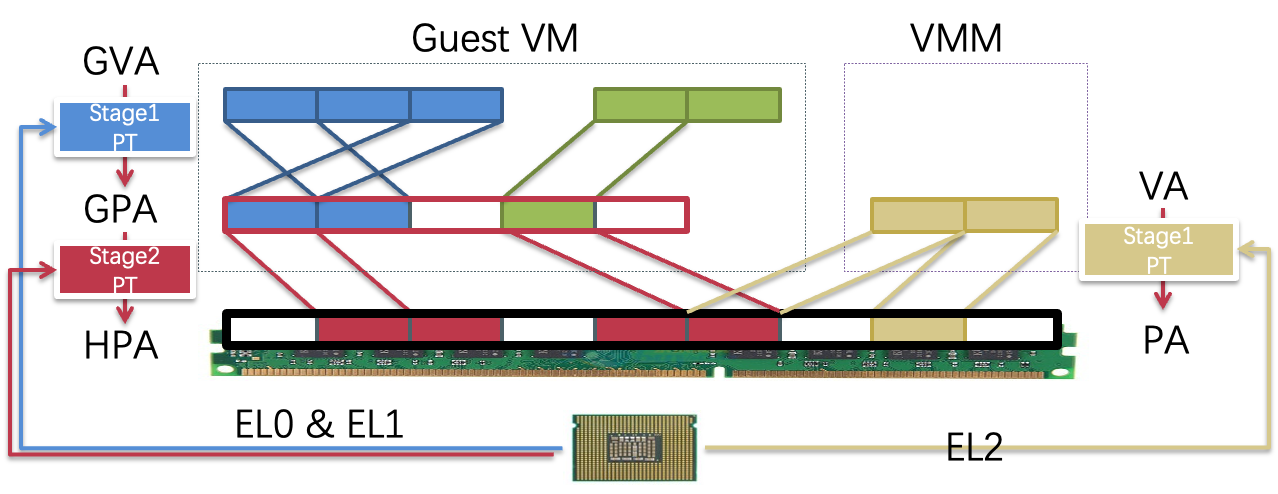 Guest VM
VMM
GVA
Stage1
PT
GPA
Stage2
PT
HPA
VA
Stage1
PT
PA
EL0 & EL1
EL2